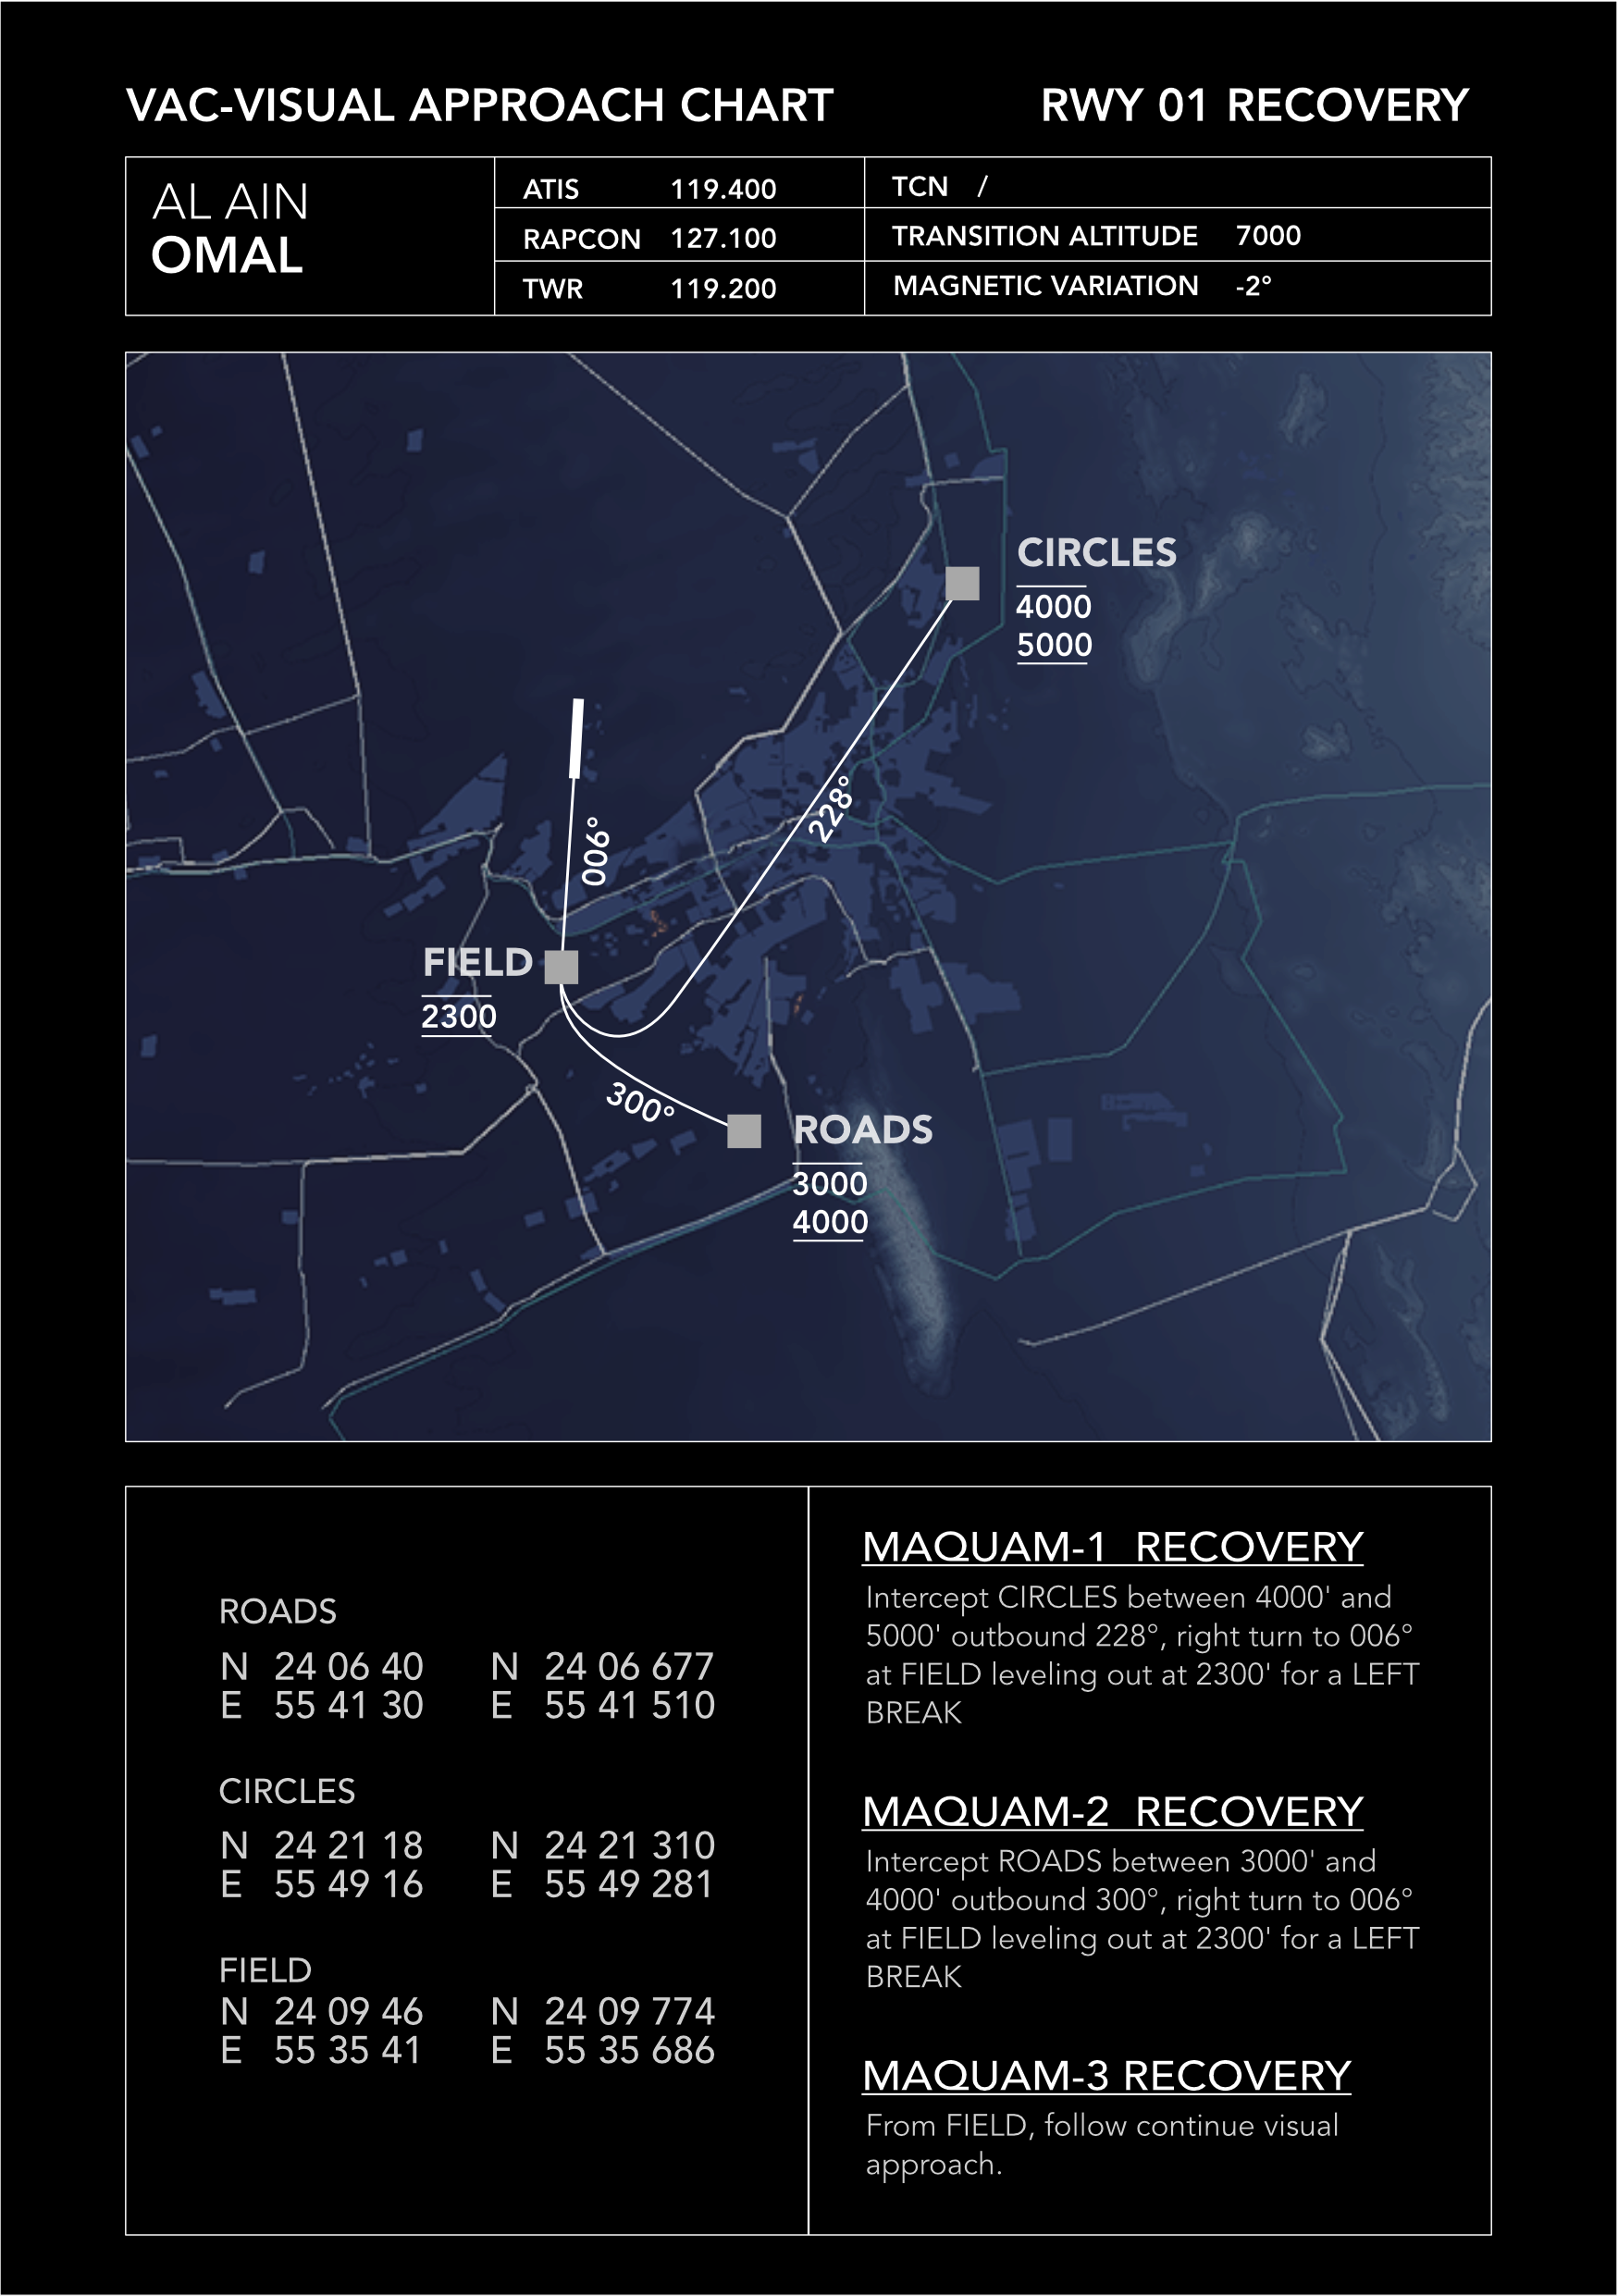 VAC-VISUAL APPROACH CHART
RWY 01 RECOVERY
AL AIN
OMAL
ATIS 119.400
RAPCON 127.100
TWR 119.200
TCN /
TRANSITION ALTITUDE 7000
MAGNETIC VARIATION -2°
CIRCLES
4000
5000
228°
006°
FIELD
2300
300°
ROADS
3000
4000
ROADS
N 24 06 40 N 24 06 677
E 55 41 30 E 55 41 510
CIRCLES
N 24 21 18 N 24 21 310
E 55 49 16 E 55 49 281
FIELD
N 24 09 46 N 24 09 774
E 55 35 41 E 55 35 686
MAQUAM-1 RECOVERY
Intercept CIRCLES between 4000' and
5000' outbound 228°, right turn to 006°
at FIELD leveling out at 2300' for a LEFT
BREAK
MAQUAM-2 RECOVERY
Intercept ROADS between 3000' and
4000' outbound 300°, right turn to 006°
at FIELD leveling out at 2300' for a LEFT
BREAK
MAQUAM-3 RECOVERY
From FIELD, follow continue visual
approach.